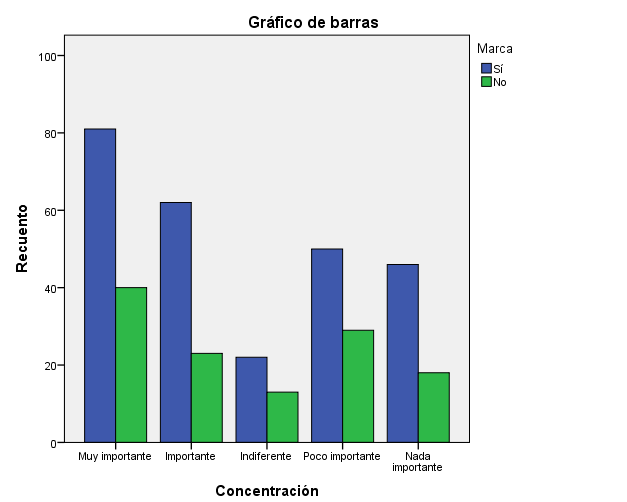 Gráfico de barras
Marca
Sí
No
100
80
60
40
20
0
Recuento
Muy importante
Importante
Indiferente
Poco importante
Nada
importante
Concentración